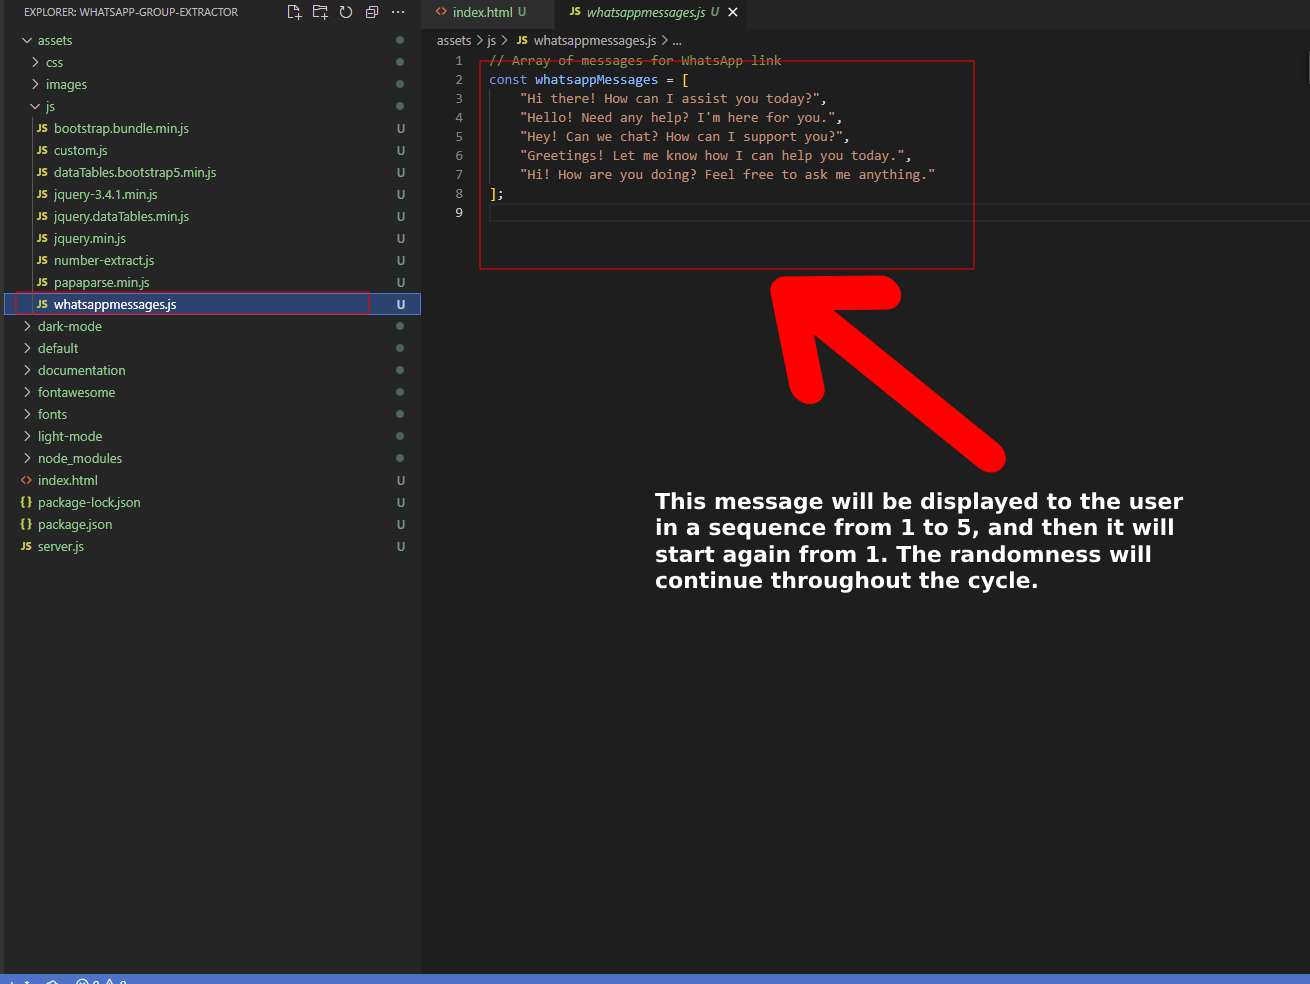 EXPLORER: WHATSAPP-GROUP-EXTRACTOR
assets
css
images
js
JS bootstrap.bundle.min.js U
JS custom.js U
JS dataTables.bootstrap5.min.js U
JS jquery-3.4.1.min.js U
JS jquery.dataTables.min.js U
JS jquery.min.js U
JS number-extract.js U
JS papaparse.min.js U
JS whatsappmessages.js U
dark-mode
default
documentation
fontawesome
fonts
light-mode
node_modules
<> index.html U
{} package-lock.json U
{} package.json U
JS server.js U
<> index.html U JS whatsappmessages.js U
assets > js > JS whatsappmessages.js > ...
1 // Array of messages for WhatsApp link
2 const whatsappMessages = [
3 "Hi there! How can I assist you today?",
4 "Hello! Need any help? I'm here for you.",
5 "Hey! Can we chat? How can I support you?",
6 "Greetings! Let me know how I can help you today.",
7 "Hi! How are you doing? Feel free to ask me anything."
8 ];
9
This message will be displayed to the user
in a sequence from 1 to 5, and then it will
start again from 1. The randomness will
continue throughout the cycle.